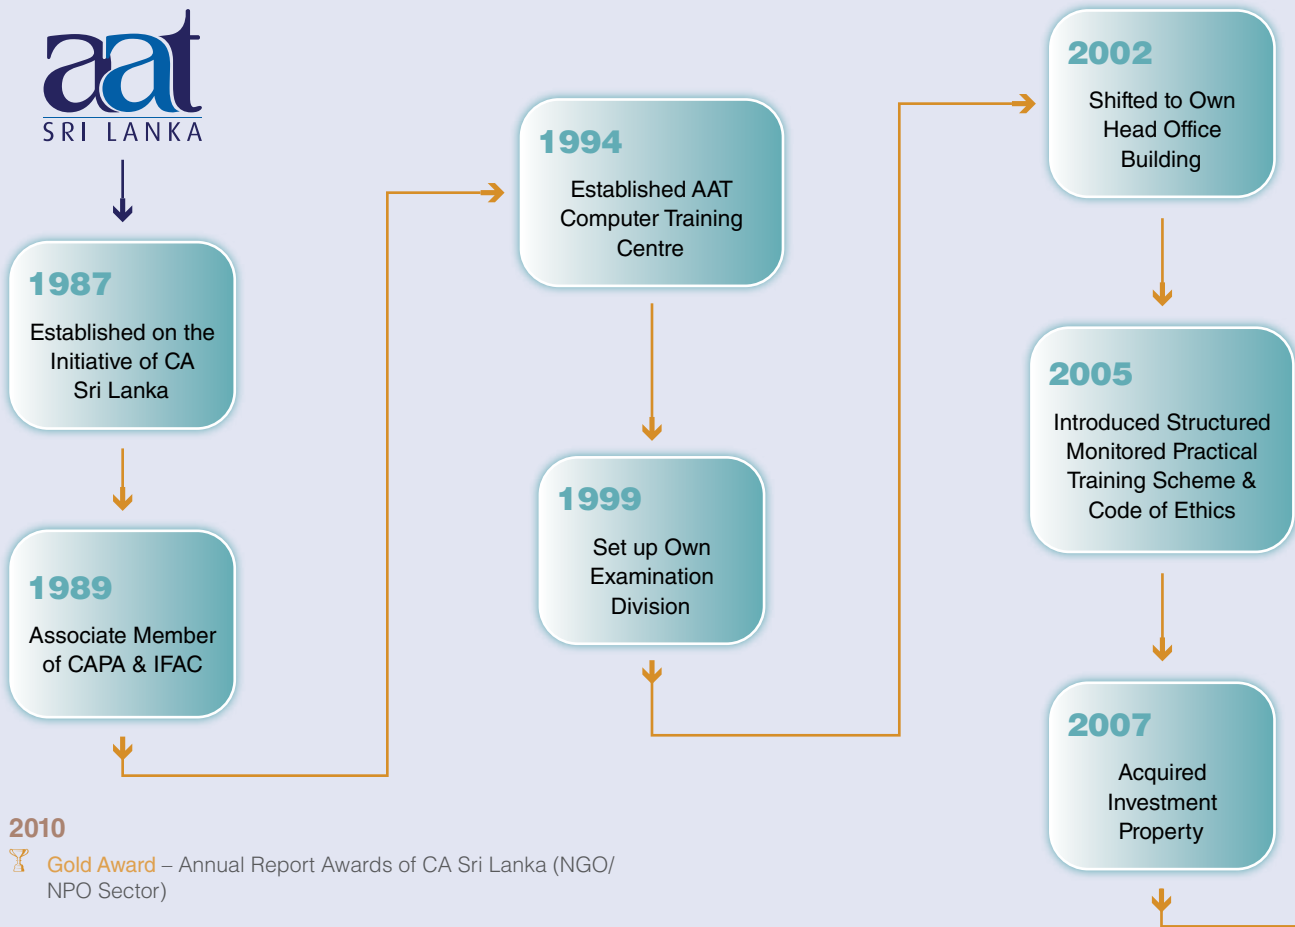 aat
SRI LANKA
1987
Established on the
Initiative of CA
Sri Lanka
1989
Associate Member
of CAPA & IFAC
1994
Established AAT
Computer Training
Centre
1999
Set up Own
Examination
Division
2002
Shifted to Own
Head Office
Building
2005
Introduced Structured
Monitored Practical
Training Scheme &
Code of Ethics
2007
Acquired
Investment
Property
2010
Gold Award – Annual Report Awards of CA Sri Lanka (NGO/
NPO Sector)